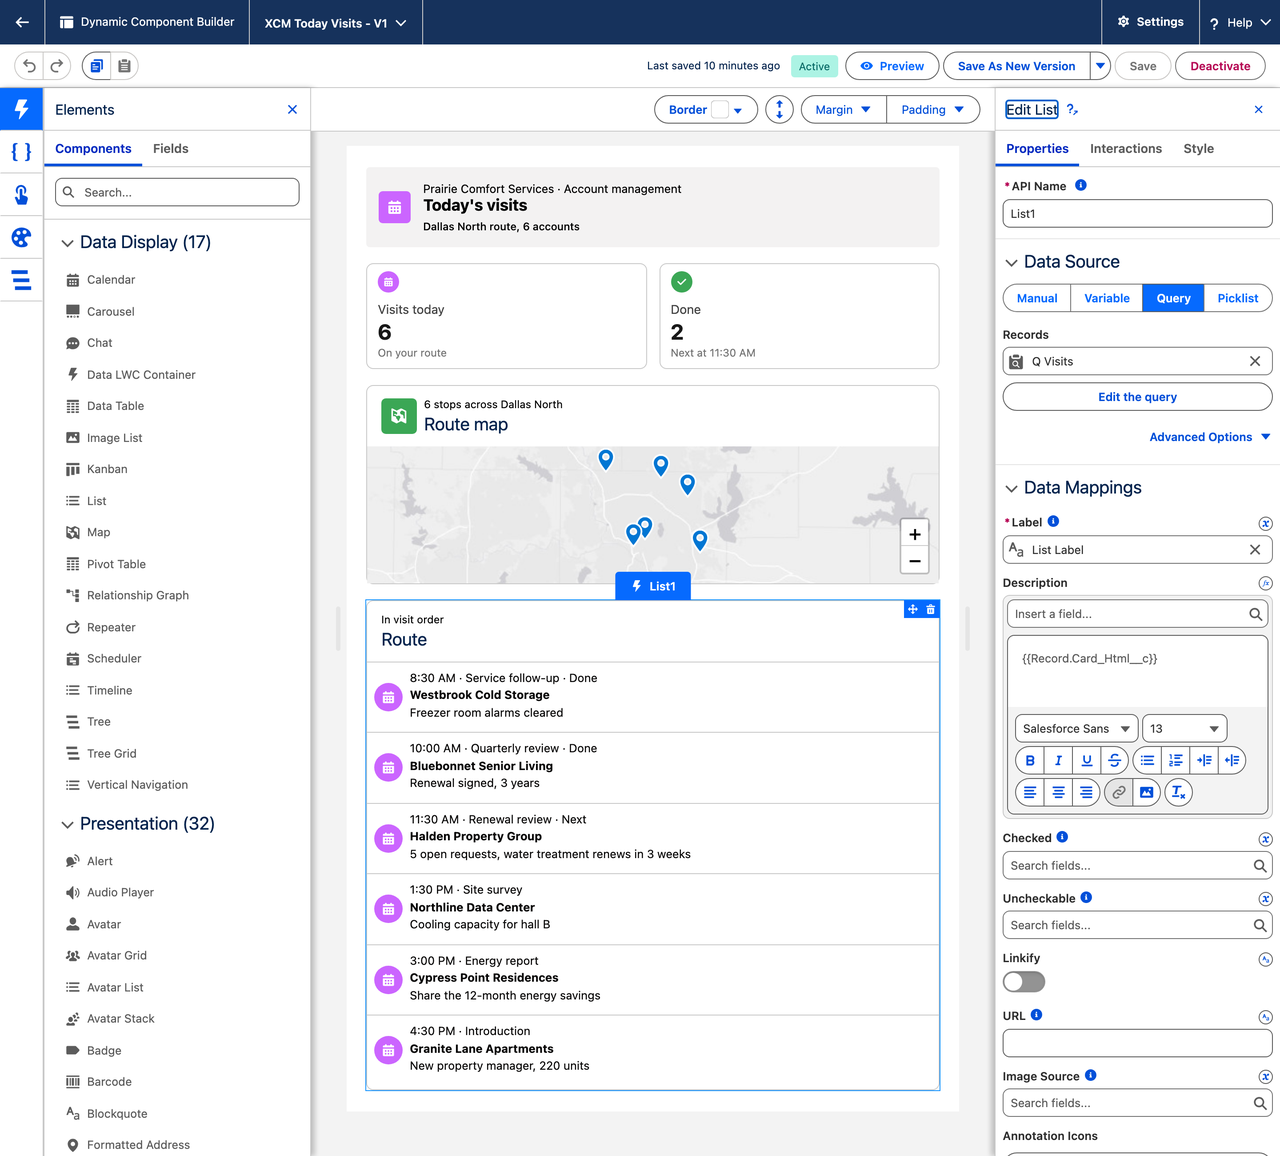 Dynamic Component Builder
XCM Today Visits - V1
Settings
? Help
Last saved 10 minutes ago
Active
Preview
Save As New Version
Save
Deactivate
Elements
Components
Fields
Search...
Data Display (17)
Calendar
Carousel
Chat
Data LWC Container
Data Table
Image List
Kanban
List
Map
Pivot Table
Relationship Graph
Repeater
Scheduler
Timeline
Tree
Tree Grid
Vertical Navigation
Presentation (32)
Alert
Audio Player
Avatar
Avatar Grid
Avatar List
Avatar Stack
Badge
Barcode
Blockquote
Formatted Address
Border
Margin
Padding
Prairie Comfort Services · Account management
Today's visits
Dallas North route, 6 accounts
Visits today
6
On your route
Done
2
Next at 11:30 AM
6 stops across Dallas North
Route map
+
−
List1
In visit order
Route
8:30 AM · Service follow-up · Done
Westbrook Cold Storage
Freezer room alarms cleared
10:00 AM · Quarterly review · Done
Bluebonnet Senior Living
Renewal signed, 3 years
11:30 AM · Renewal review · Next
Halden Property Group
5 open requests, water treatment renews in 3 weeks
1:30 PM · Site survey
Northline Data Center
Cooling capacity for hall B
3:00 PM · Energy report
Cypress Point Residences
Share the 12-month energy savings
4:30 PM · Introduction
Granite Lane Apartments
New property manager, 220 units
Edit List
Properties
Interactions
Style
* API Name
List1
Data Source
Manual
Variable
Query
Picklist
Records
Q Visits
Edit the query
Advanced Options
Data Mappings
* Label
List Label
Description
Insert a field...
{{Record.Card_Html__c}}
Salesforce Sans
13
B I U S
Checked
Search fields...
Uncheckable
Search fields...
Linkify
URL
Image Source
Search fields...
Annotation Icons